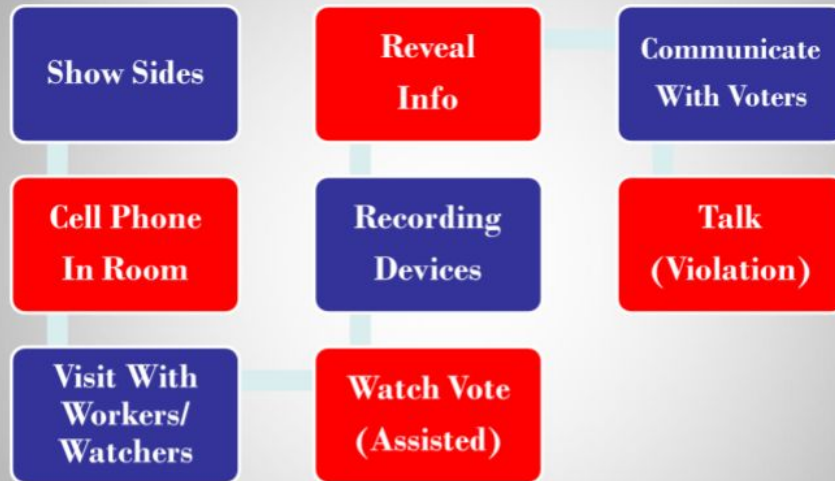 Show Sides
Cell Phone
In Room
Visit With
Workers/
Watchers
Watch Vote
(Assisted)
Recording
Devices
Reveal
Info
Communicate
With Voters
Talk
(Violation)